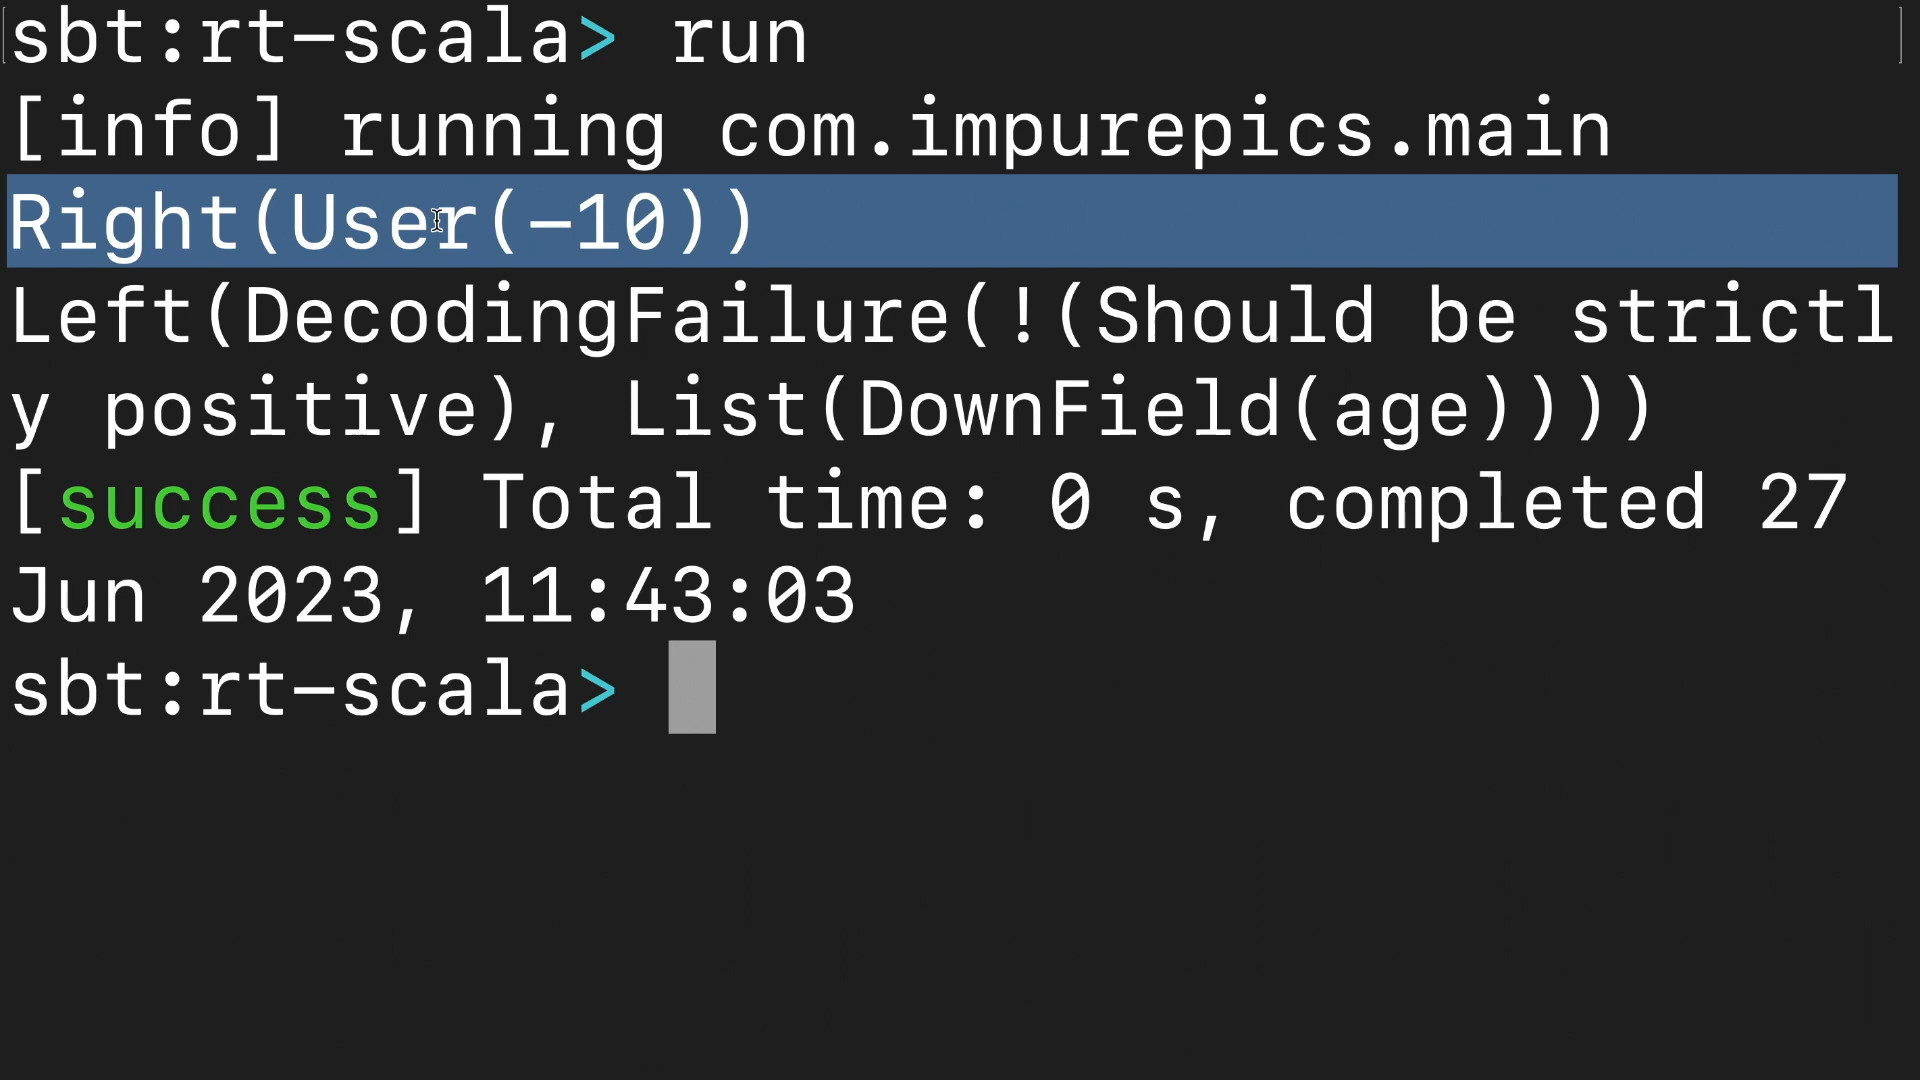 sbt:rt-scala> run
[info] running com.impurepics.main
Right(User(-10))
Left(DecodingFailure(!(Should be strictl
y positive), List(DownField(age))))
[success] Total time: 0 s, completed 27
Jun 2023, 11:43:03
sbt:rt-scala>